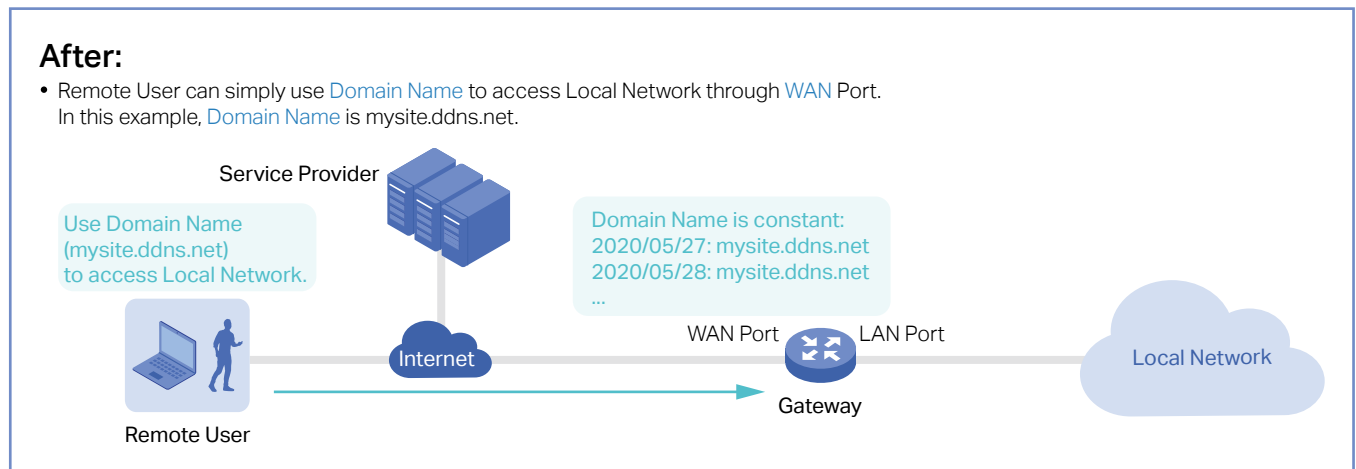 After:
• Remote User can simply use Domain Name to access Local Network through WAN Port.
In this example, Domain Name is mysite.ddns.net.
Service Provider
Use Domain Name
(mysite.ddns.net)
to access Local Network.
Domain Name is constant:
2020/05/27: mysite.ddns.net
2020/05/28: mysite.ddns.net
...
WAN Port
LAN Port
Internet
Local Network
Gateway
Remote User